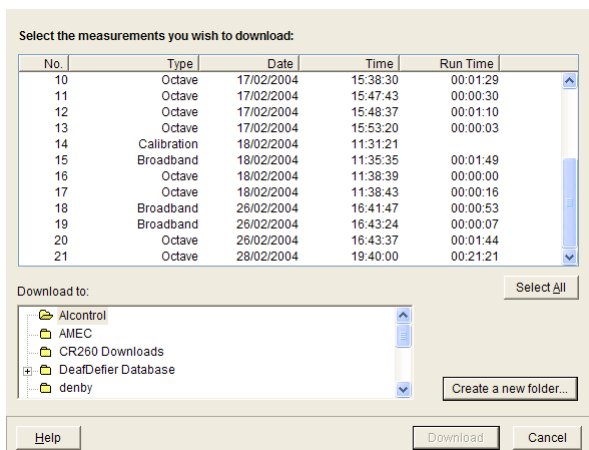 Select the measurements you wish to download:
No. Type Date Time Run Time
10 Octave 17/02/2004 15:38:30 00:01:29
11 Octave 17/02/2004 15:47:43 00:00:30
12 Octave 17/02/2004 15:48:37 00:01:10
13 Octave 17/02/2004 15:53:20 00:00:03
14 Calibration 18/02/2004 11:31:21
15 Broadband 18/02/2004 11:35:35 00:01:49
16 Octave 18/02/2004 11:38:39 00:00:00
17 Octave 18/02/2004 11:38:43 00:00:16
18 Broadband 26/02/2004 16:41:47 00:00:53
19 Broadband 26/02/2004 16:43:24 00:00:07
20 Octave 26/02/2004 16:43:37 00:01:44
21 Octave 28/02/2004 19:40:00 00:21:21
Select All
Download to:
Alcontrol
AMEC
CR260 Downloads
DeafDefier Database
denby
Create a new folder...
Help Download Cancel